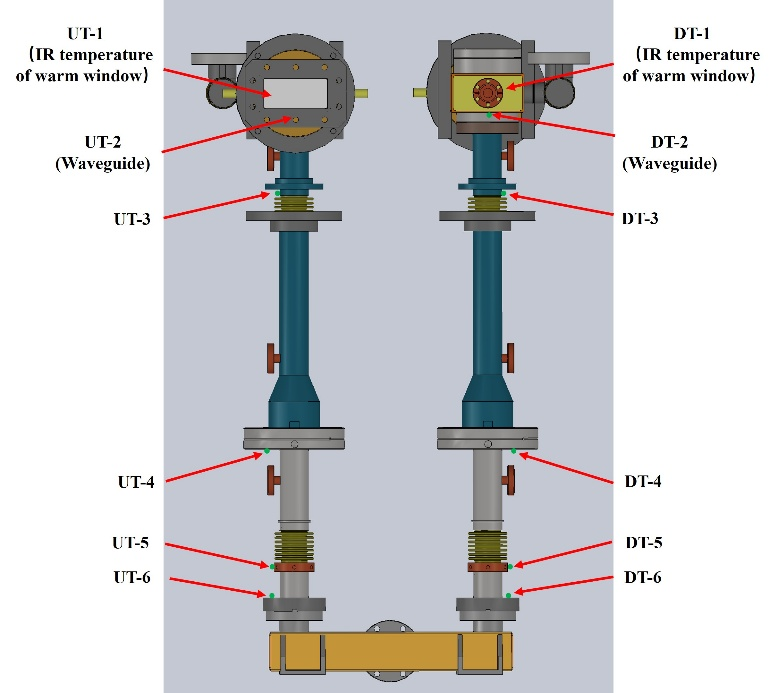 UT-1
（IR temperature
of warm window）
UT-2
(Waveguide)
UT-3
UT-4
UT-5
UT-6
DT-1
（IR temperature
of warm window）
DT-2
(Waveguide)
DT-3
DT-4
DT-5
DT-6